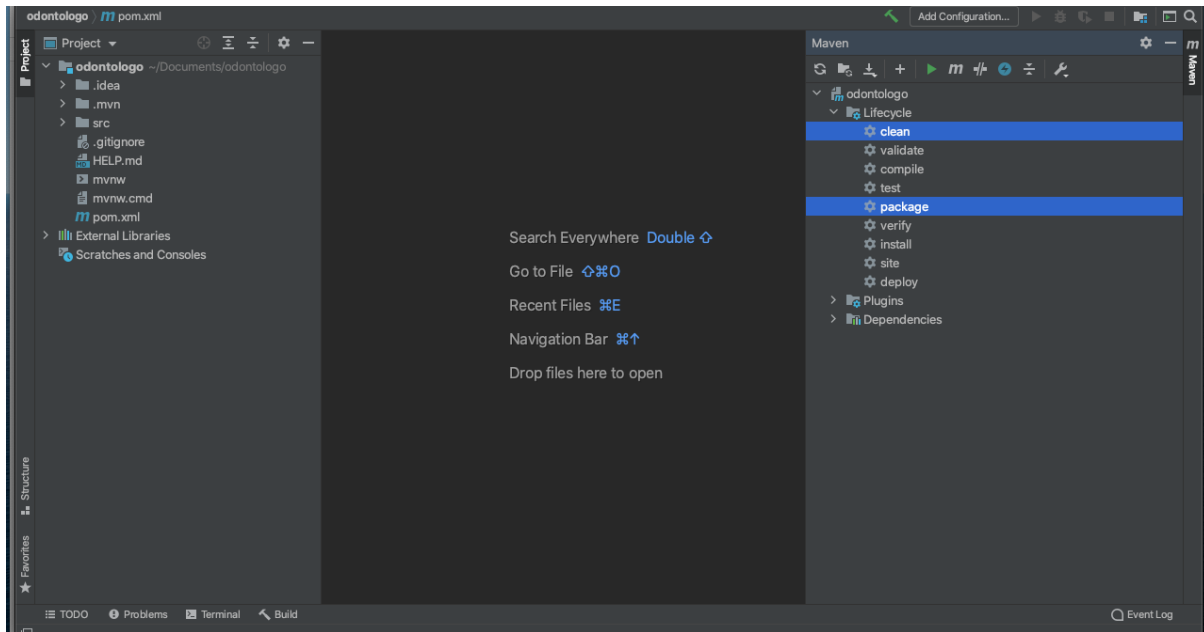 odontologo pom.xml
Add Configuration...
Project
Project
odontologo ~/Documents/odontologo
.idea
.mvn
src
.gitignore
HELP.md
mvnw
mvnw.cmd
m pom.xml
External Libraries
Scratches and Consoles
Structure
Favorites
Search Everywhere Double ⇧
Go to File ⇧⌘O
Recent Files ⌘E
Navigation Bar ⌘↑
Drop files here to open
Maven
odontologo
Lifecycle
clean
validate
compile
test
package
verify
install
site
deploy
Plugins
Dependencies
m Maven
TODO Problems Terminal Build
Event Log